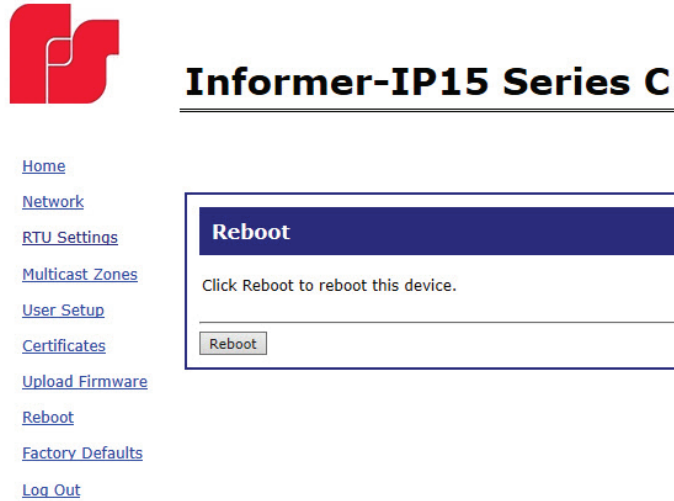 Informer-IP15 Series C
Home
Network
RTU Settings
Multicast Zones
User Setup
Certificates
Upload Firmware
Reboot
Factory Defaults
Log Out
Reboot
Click Reboot to reboot this device.
Reboot